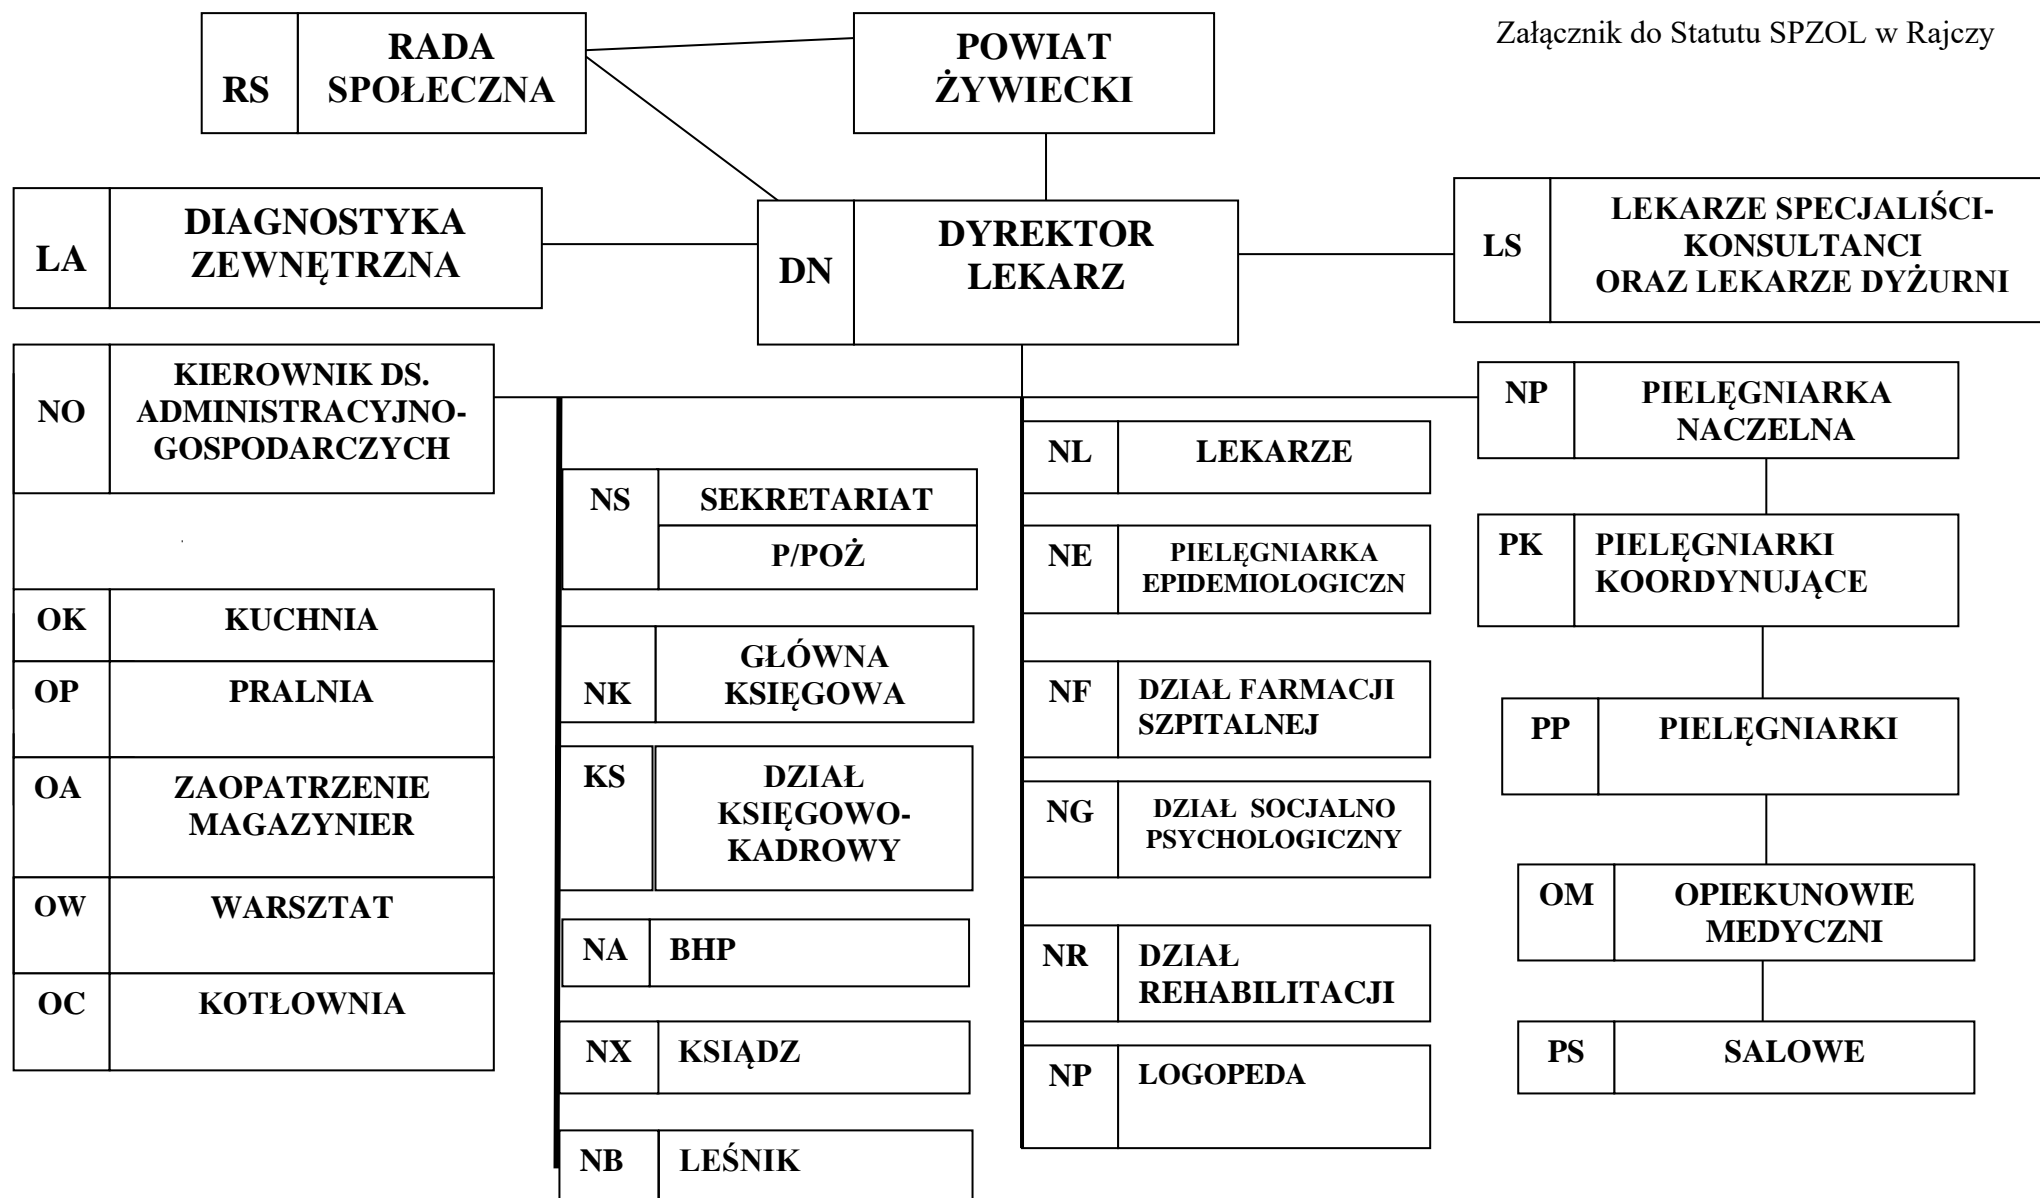 Załącznik do Statutu SPZOL w Rajczy
RS
RADA
SPOŁECZNA
POWIAT
ŻYWIECKI
LA
DIAGNOSTYKA
ZEWNĘTRZNA
DN
DYREKTOR
LEKARZ
LS
LEKARZE SPECJALIŚCI-
KONSULTANCI
ORAZ LEKARZE DYŻURNI
NO
KIEROWNIK DS.
ADMINISTRACYJNO-
GOSPODARCZYCH
OK
KUCHNIA
OP
PRALNIA
OA
ZAOPATRZENIE
MAGAZYNIER
OW
WARSZTAT
OC
KOTŁOWNIA
NS
SEKRETARIAT
P/POŻ
NK
GŁÓWNA
KSIĘGOWA
KS
DZIAŁ
KSIĘGOWO-
KADROWY
NA
BHP
NX
KSIĄDZ
NB
LEŚNIK
NL
LEKARZE
NE
PIELĘGNIARKA
EPIDEMIOLOGICZN
NF
DZIAŁ FARMACJI
SZPITALNEJ
NG
DZIAŁ SOCJALNO
PSYCHOLOGICZNY
NR
DZIAŁ
REHABILITACJI
NP
LOGOPEDA
NP
PIELĘGNIARKA
NACZELNA
PK
PIELĘGNIARKI
KOORDYNUJĄCE
PP
PIELĘGNIARKI
OM
OPIEKUNOWIE
MEDYCZNI
PS
SALOWE